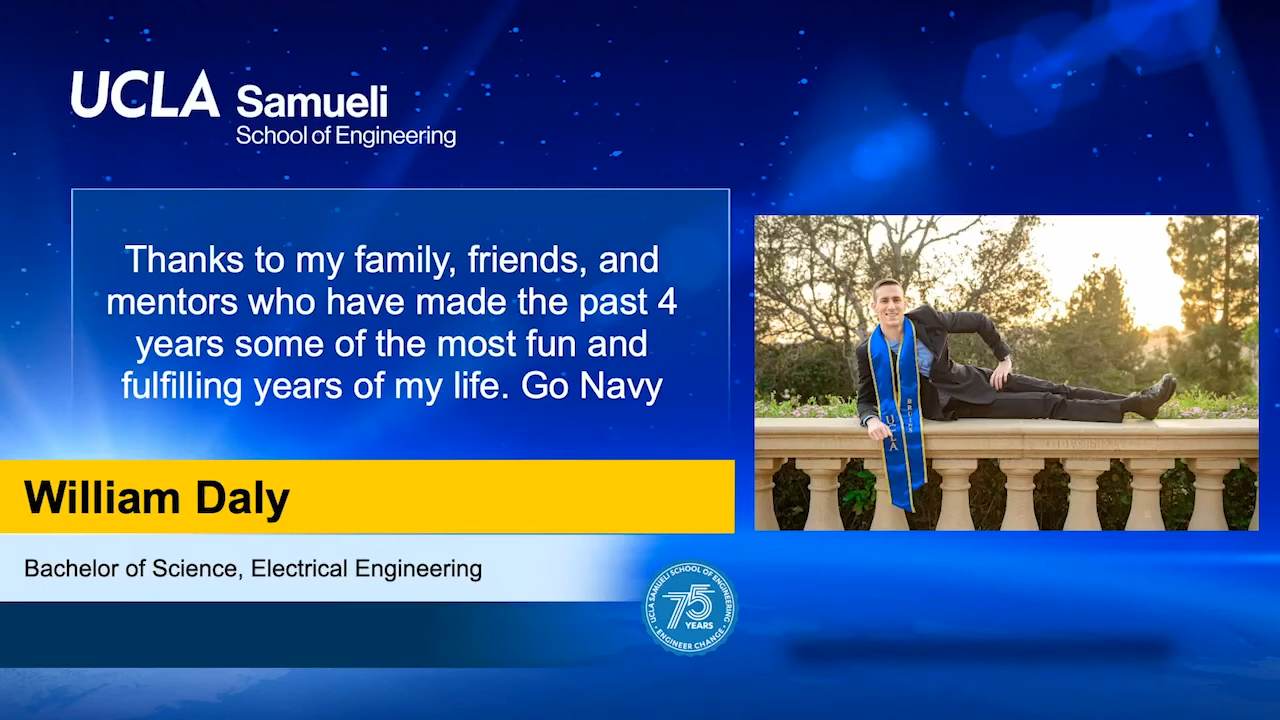 UCLA Samueli
School of Engineering
Thanks to my family, friends, and
mentors who have made the past 4
years some of the most fun and
fulfilling years of my life. Go Navy
UCLA
BRUINS
William Daly
Bachelor of Science, Electrical Engineering
UCLA SAMUELI SCHOOL OF ENGINEERING
75
YEARS
• ENGINEER CHANGE •